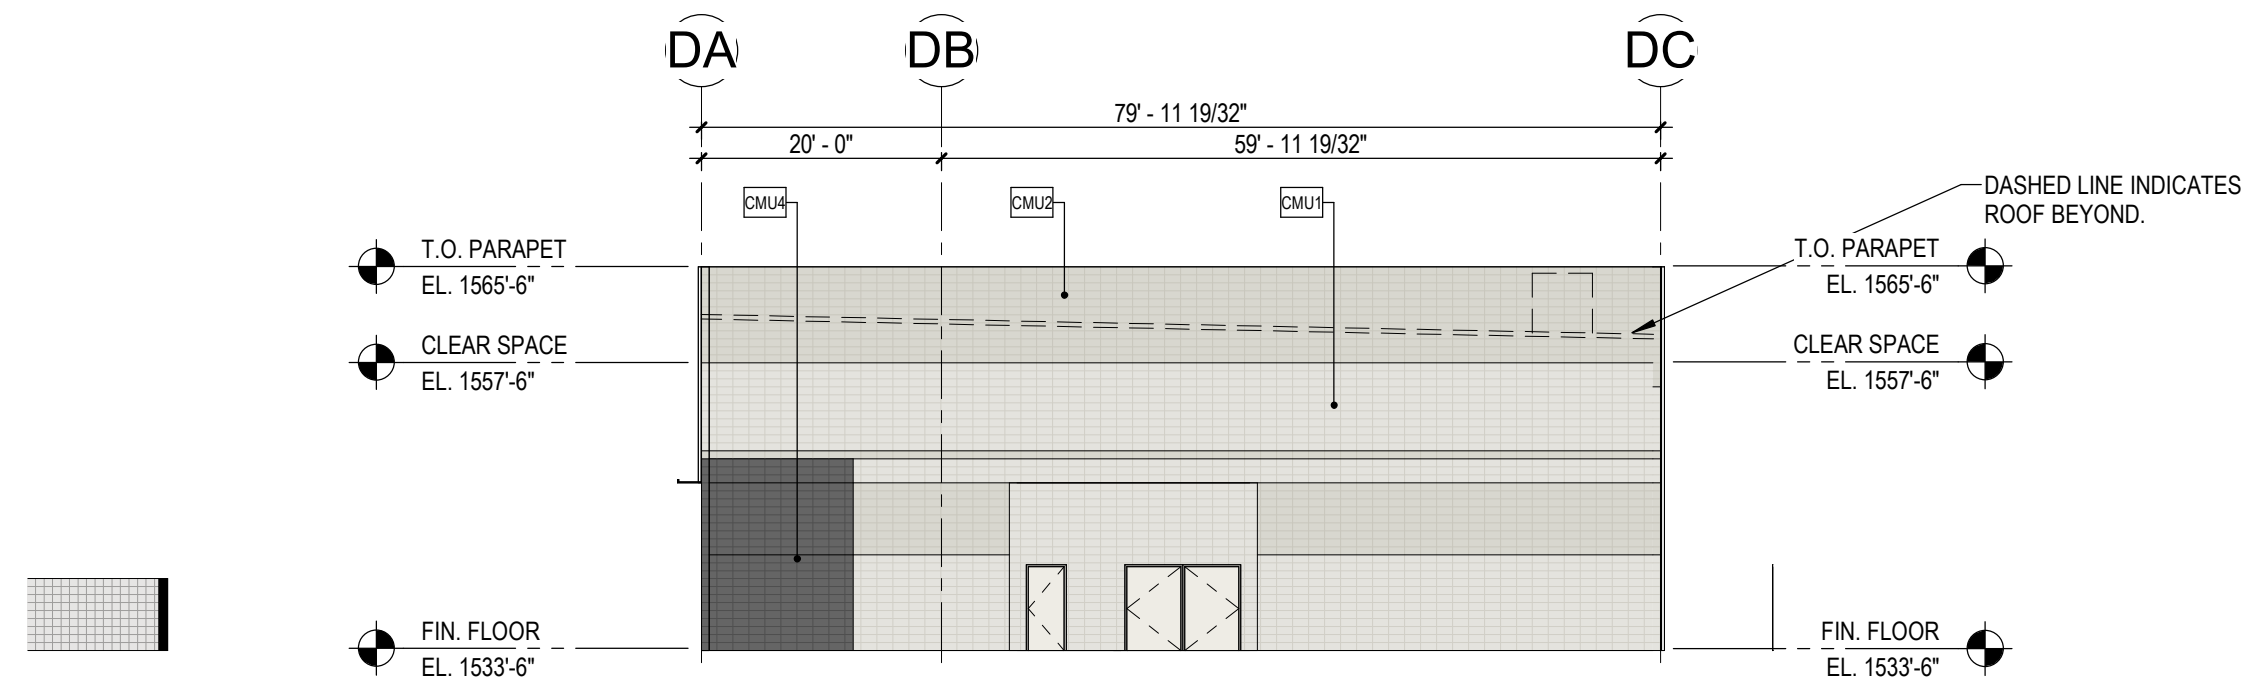 DA DB DC
79' - 11 19/32"
20' - 0" 59' - 11 19/32"
DASHED LINE INDICATES
ROOF BEYOND.
CMU4 CMU2 CMU1
T.O. PARAPET
EL. 1565'-6"
T.O. PARAPET
EL. 1565'-6"
CLEAR SPACE
EL. 1557'-6"
CLEAR SPACE
EL. 1557'-6"
FIN. FLOOR
EL. 1533'-6"
FIN. FLOOR
EL. 1533'-6"